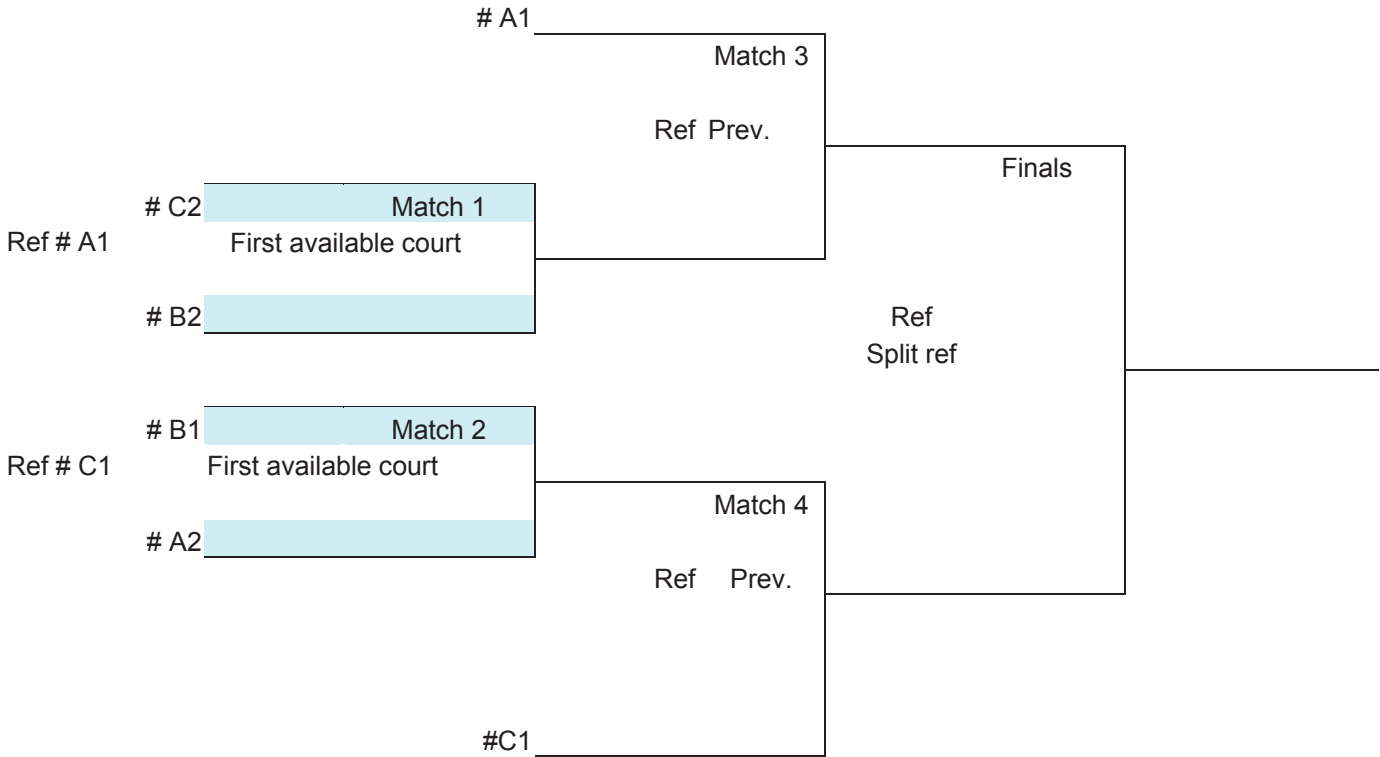 # A1
Match 3
Ref Prev.
Finals
# C2 Match 1
Ref # A1 First available court
# B2
Ref
Split ref
# B1 Match 2
Ref # C1 First available court
Match 4
# A2
Ref Prev.
#C1